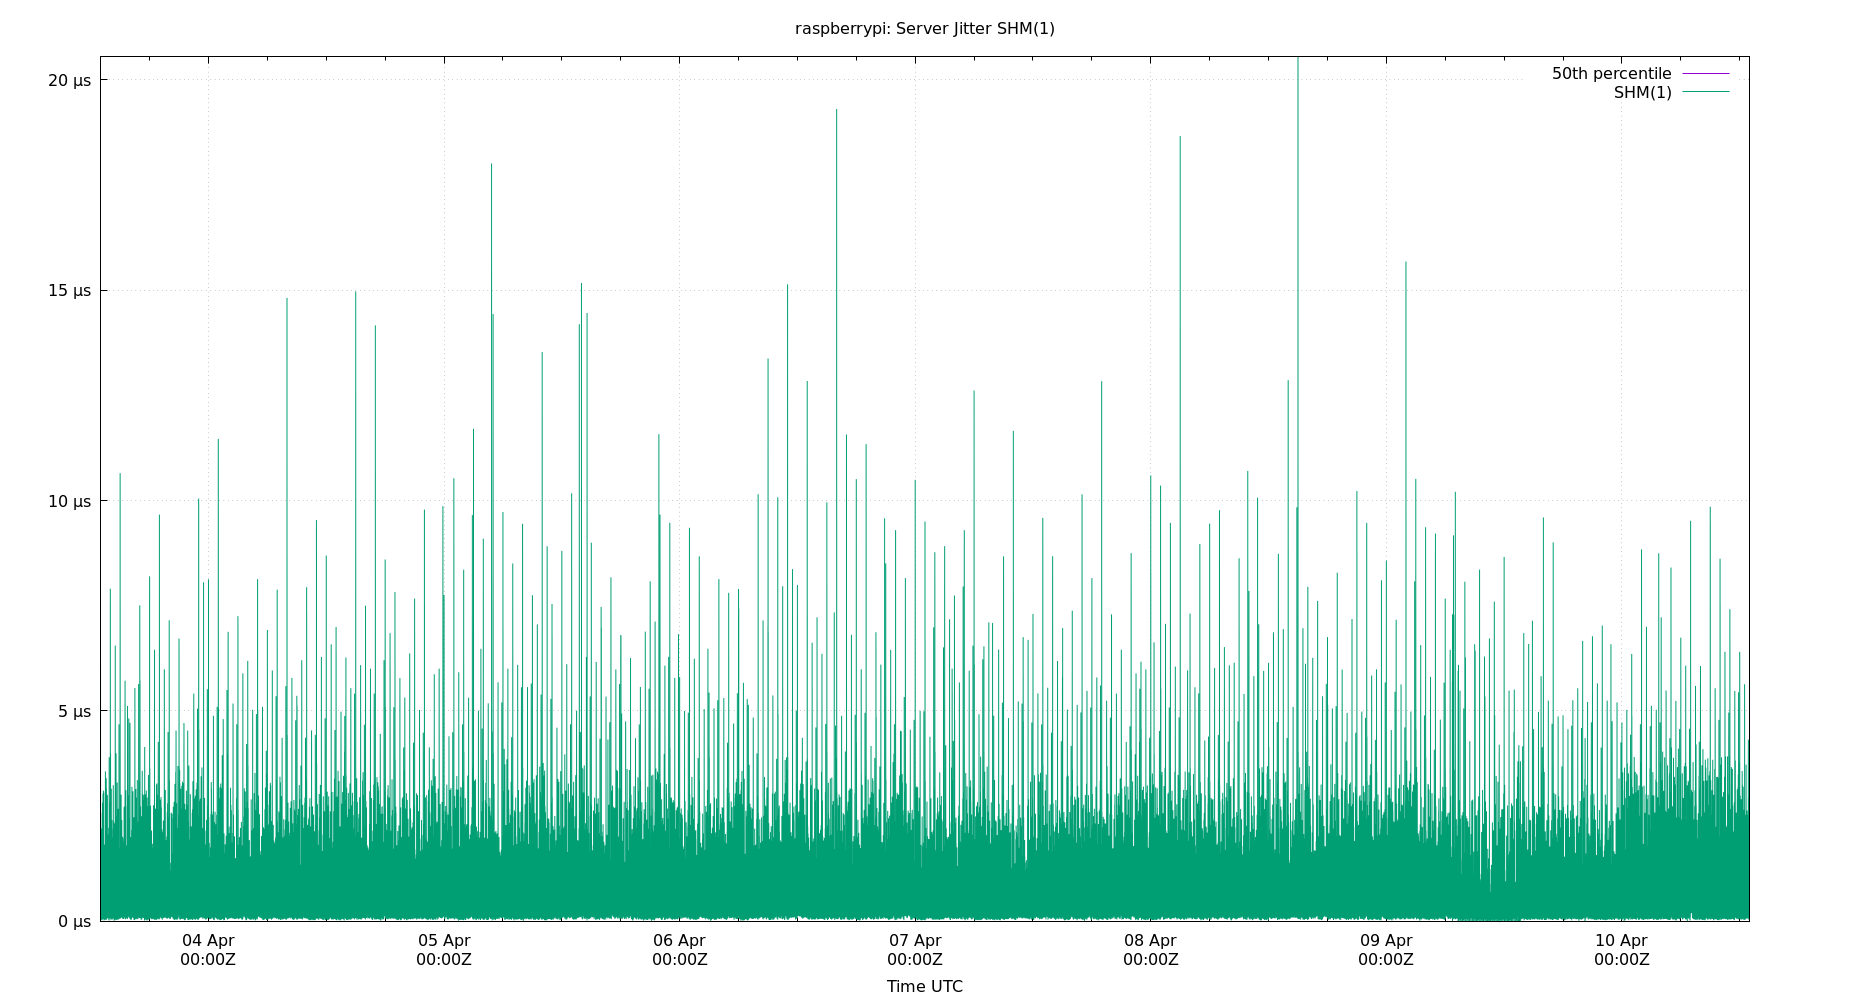 raspberrypi: Server Jitter SHM(1)
20 µs
15 µs
10 µs
5 µs
0 µs
50th percentile
SHM(1)
04 Apr
00:00Z
05 Apr
00:00Z
06 Apr
00:00Z
07 Apr
00:00Z
08 Apr
00:00Z
09 Apr
00:00Z
10 Apr
00:00Z
Time UTC